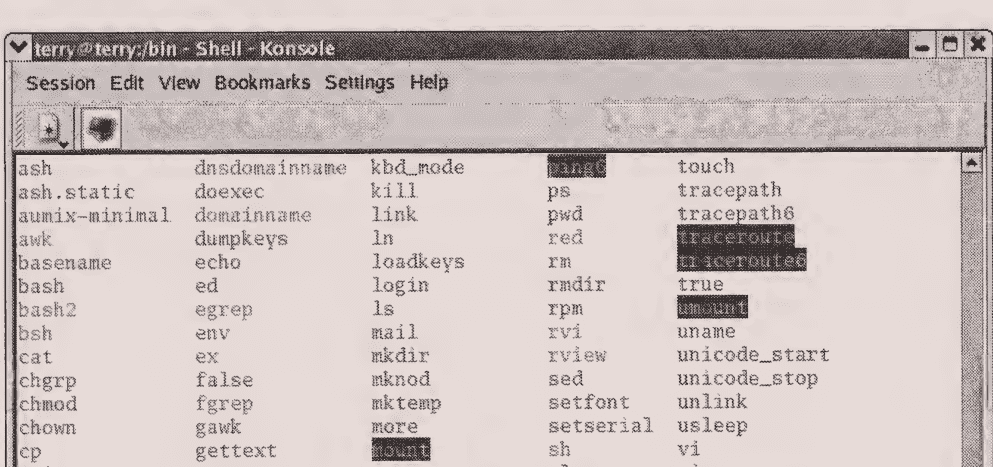 terry@terry:/bin - Shell - Konsole
Session Edit View Bookmarks Settings Help
ash dnsdomainname kbd_mode ping6 touch
ash.static doexec kill ps tracepath
aumix-minimal domainname link pwd tracepath6
awk dumpkeys ln red traceroute
basename echo loadkeys rm traceroute6
bash ed login rmdir true
bash2 egrep ls rpm umount
bsh env mail rvi uname
cat ex mkdir rview unicode_start
chgrp false mknod sed unicode_stop
chmod fgrep mktemp setfont unlink
chown gawk more setserial usleep
cp gettext mount sh vi